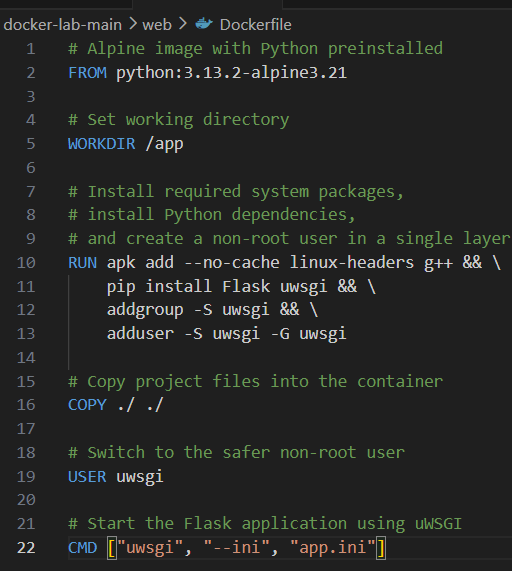 docker-lab-main > web > Dockerfile
1 # Alpine image with Python preinstalled
2 FROM python:3.13.2-alpine3.21
3
4 # Set working directory
5 WORKDIR /app
6
7 # Install required system packages,
8 # install Python dependencies,
9 # and create a non-root user in a single layer
10 RUN apk add --no-cache linux-headers g++ && \
11     pip install Flask uwsgi && \
12     addgroup -S uwsgi && \
13     adduser -S uwsgi -G uwsgi
14
15 # Copy project files into the container
16 COPY ./ ./
17
18 # Switch to the safer non-root user
19 USER uwsgi
20
21 # Start the Flask application using uWSGI
22 CMD ["uwsgi", "--ini", "app.ini"]